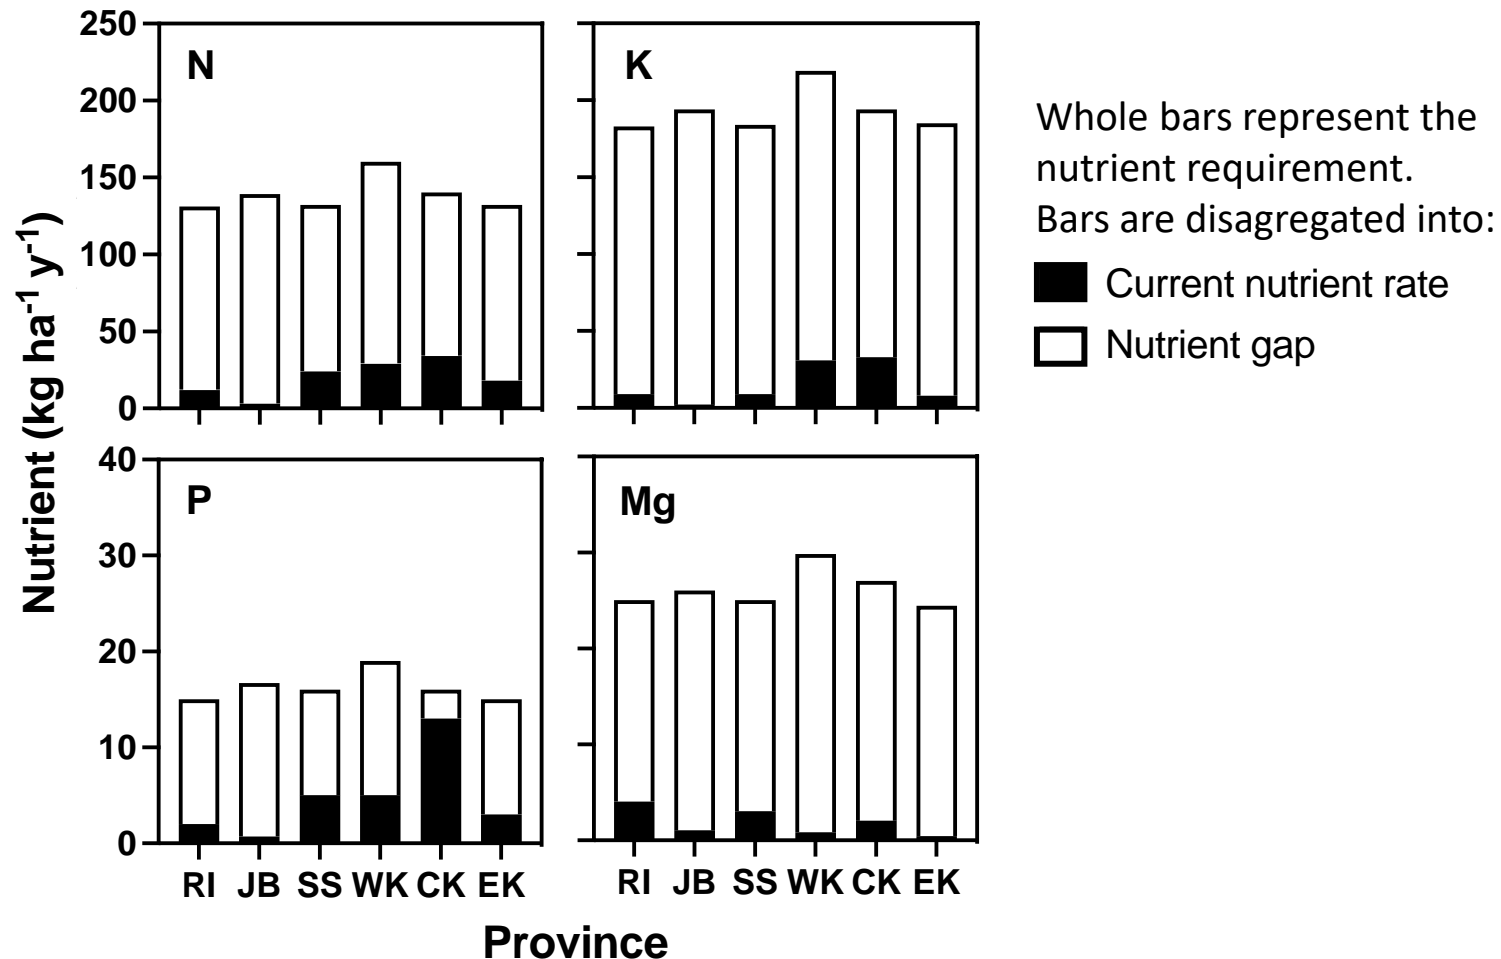 Nutrient (kg ha⁻¹ y⁻¹)
250
200
150
100
50
0
N
K
40
30
20
10
0
P
Mg
RI JB SS WK CK EK
RI JB SS WK CK EK
Province
Whole bars represent the
nutrient requirement.
Bars are disagregated into:
Current nutrient rate
Nutrient gap